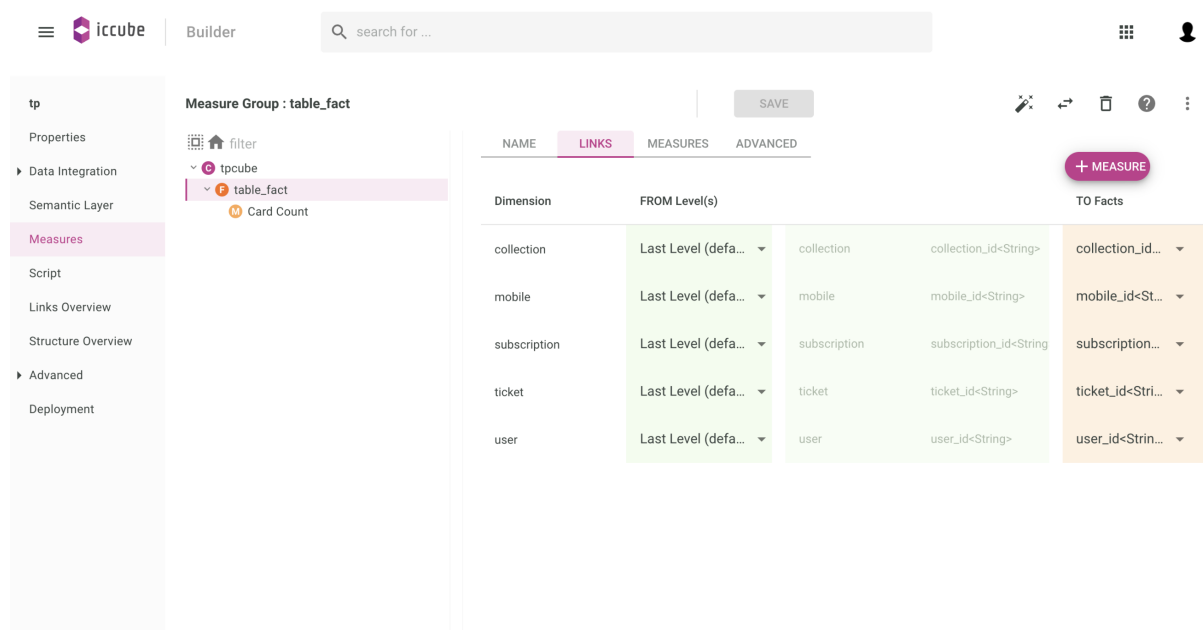 iccube Builder search for ...
tp
Properties
Data Integration
Semantic Layer
Measures
Script
Links Overview
Structure Overview
Advanced
Deployment
Measure Group : table_fact SAVE
filter
C tpcube
F table_fact
M Card Count
NAME LINKS MEASURES ADVANCED
+ MEASURE
Dimension FROM Level(s) TO Facts
collection Last Level (defa... collection collection_id<String> collection_id...
mobile Last Level (defa... mobile mobile_id<String> mobile_id<St...
subscription Last Level (defa... subscription subscription_id<String subscription...
ticket Last Level (defa... ticket ticket_id<String> ticket_id<Stri...
user Last Level (defa... user user_id<String> user_id<Strin...